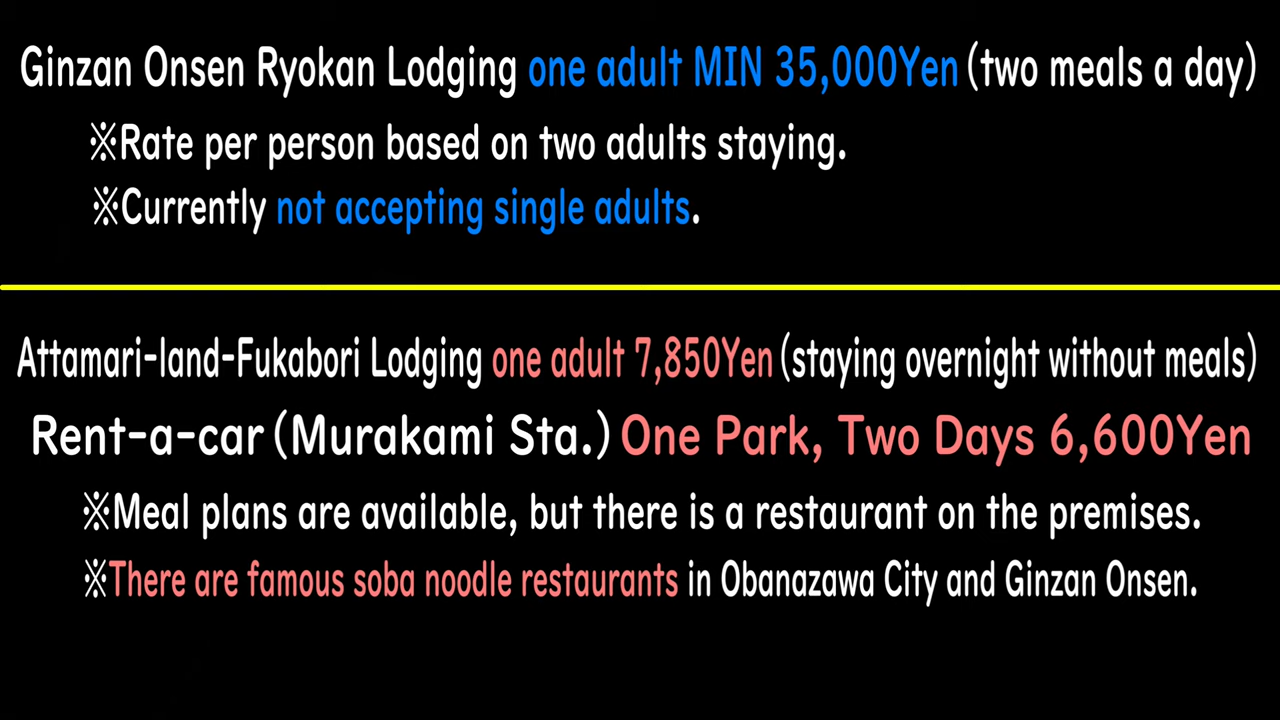 Ginzan Onsen Ryokan Lodging one adult MIN 35,000Yen (two meals a day)
※Rate per person based on two adults staying.
※Currently not accepting single adults.
Attamari-land-Fukabori Lodging one adult 7,850Yen (staying overnight without meals)
Rent-a-car (Murakami Sta.) One Park, Two Days 6,600Yen
※Meal plans are available, but there is a restaurant on the premises.
※There are famous soba noodle restaurants in Obanazawa City and Ginzan Onsen.